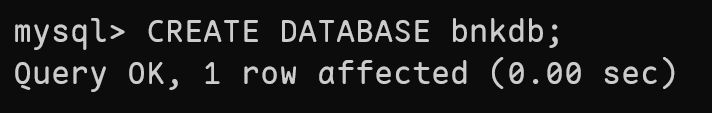 mysql> CREATE DATABASE bnkdb;
Query OK, 1 row affected (0.00 sec)